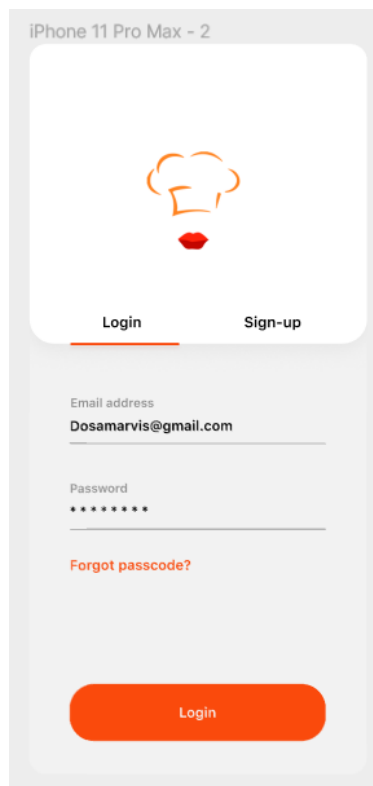 iPhone 11 Pro Max - 2
Login Sign-up
Email address
Dosamarvis@gmail.com
Password
* * * * * * * *
Forgot passcode?
Login